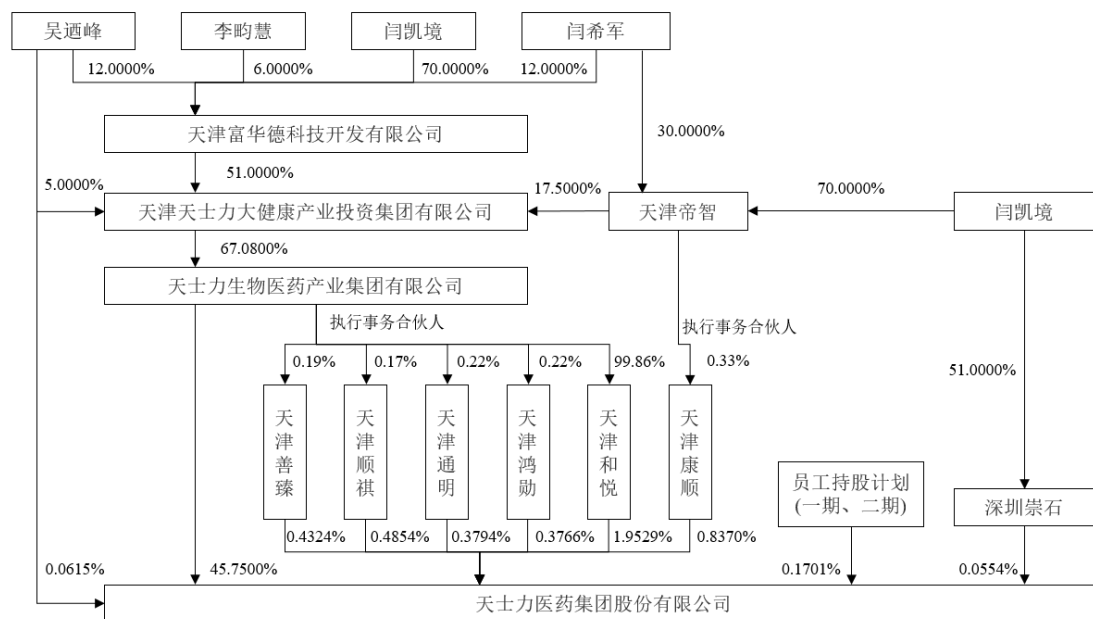 吴迺峰
李畇慧
闫凯境
闫希军
12.0000%
6.0000%
70.0000%
12.0000%
天津富华德科技开发有限公司
30.0000%
51.0000%
5.0000%
17.5000%
70.0000%
天津天士力大健康产业投资集团有限公司
天津帝智
闫凯境
67.0800%
天士力生物医药产业集团有限公司
执行事务合伙人
执行事务合伙人
0.19%
0.17%
0.22%
0.22%
99.86%
0.33%
51.0000%
天津善臻
天津顺祺
天津通明
天津鸿勋
天津和悦
天津康顺
员工持股计划
(一期、二期)
深圳崇石
0.4324%
0.4854%
0.3794%
0.3766%
1.9529%
0.8370%
0.0615%
45.7500%
0.1701%
0.0554%
天士力医药集团股份有限公司